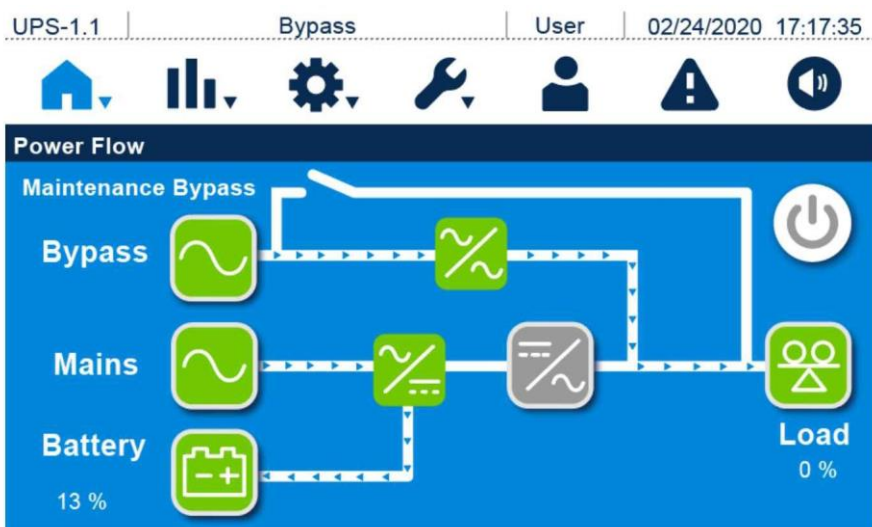 UPS-1.1 Bypass User 02/24/2020 17:17:35
Power Flow
Maintenance Bypass
Bypass
Mains
Battery
13 %
Load
0 %